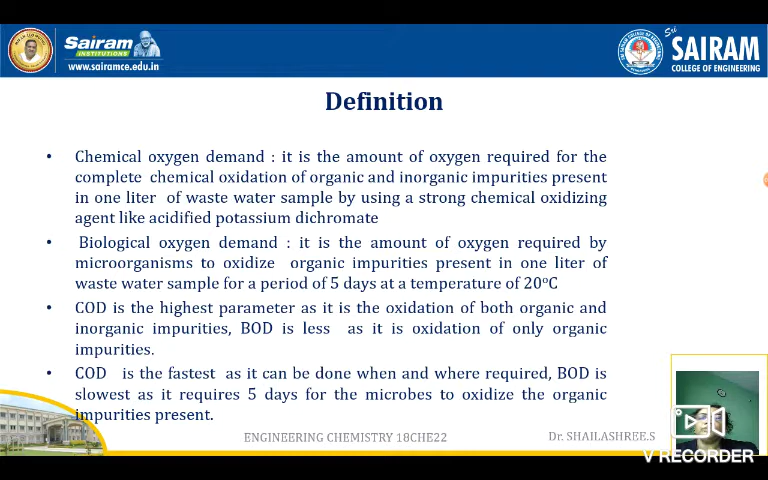 Sairam
INSTITUTIONS
www.sairamce.edu.in
Sri
SAIRAM
COLLEGE OF ENGINEERING
Definition
• Chemical oxygen demand : it is the amount of oxygen required for the
complete chemical oxidation of organic and inorganic impurities present
in one liter of waste water sample by using a strong chemical oxidizing
agent like acidified potassium dichromate
• Biological oxygen demand : it is the amount of oxygen required by
microorganisms to oxidize organic impurities present in one liter of
waste water sample for a period of 5 days at a temperature of 20°C
• COD is the highest parameter as it is the oxidation of both organic and
inorganic impurities, BOD is less as it is oxidation of only organic
impurities.
• COD is the fastest as it can be done when and where required, BOD is
slowest as it requires 5 days for the microbes to oxidize the organic
impurities present.
ENGINEERING CHEMISTRY 18CHE22
Dr. SHAILASHREE.S
V RECORDER